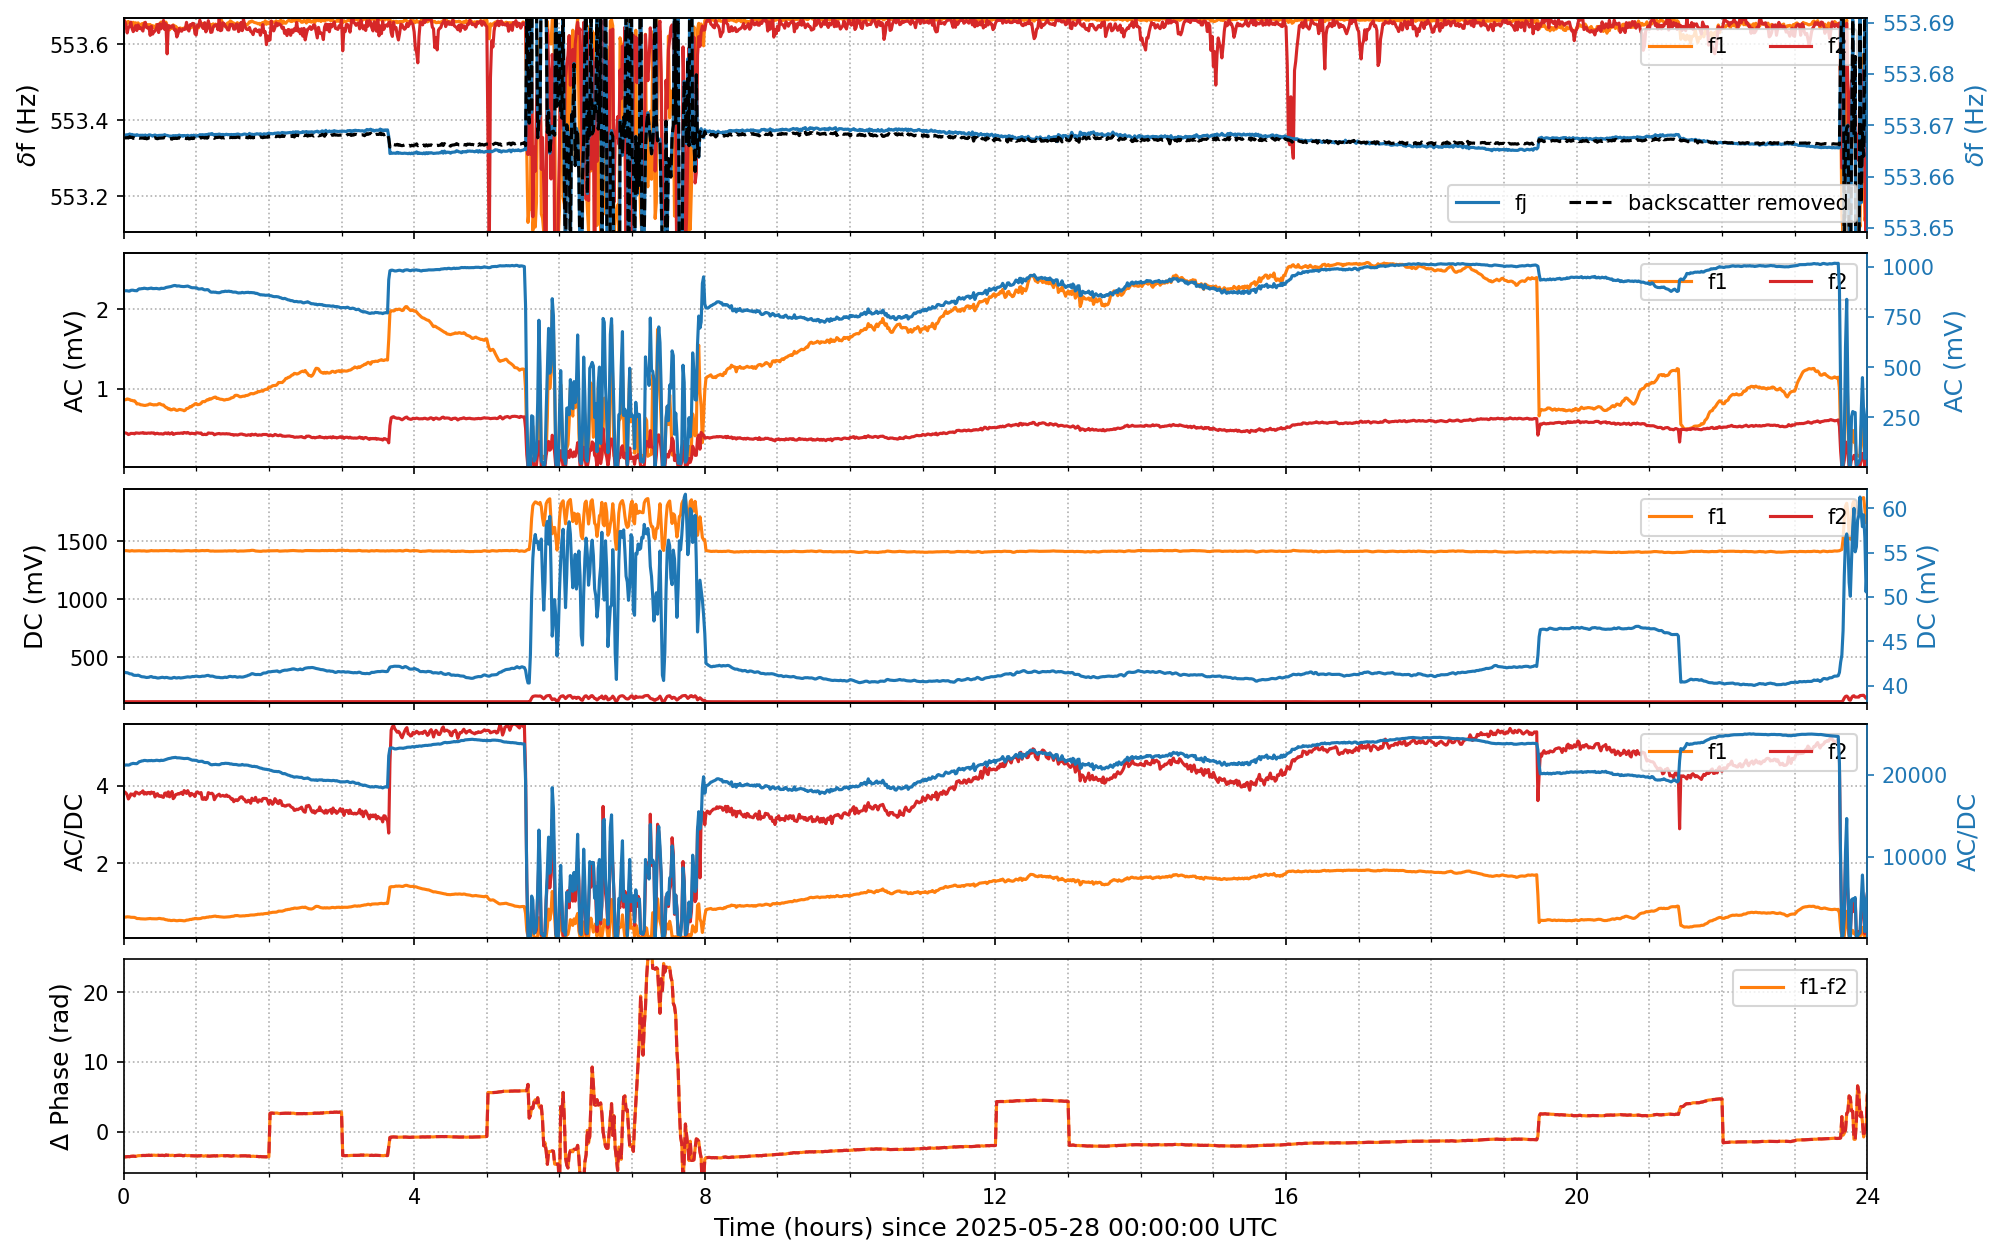 553.6
553.4
553.2
δf (Hz)
f1 f2
fj backscatter removed
553.69
553.68
553.67
553.66
553.65
δf (Hz)
2
1
AC (mV)
f1 f2
1000
750
500
250
AC (mV)
1500
1000
500
DC (mV)
f1 f2
60
55
50
45
40
DC (mV)
4
2
AC/DC
f1 f2
20000
10000
AC/DC
20
10
0
Δ Phase (rad)
f1-f2
0 4 8 12 16 20 24
Time (hours) since 2025-05-28 00:00:00 UTC